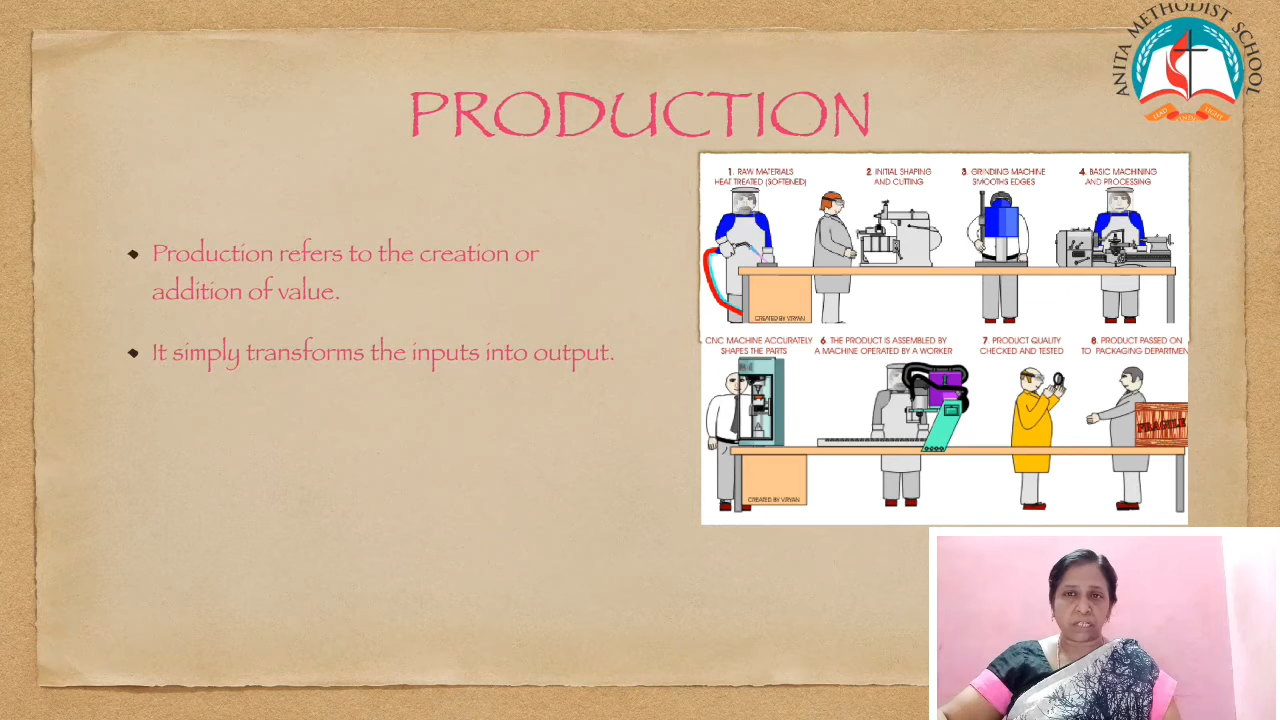 ANITA METHODIST SCHOOL
LEAD KINDLY LIGHT
PRODUCTION
Production refers to the creation or
addition of value.
It simply transforms the inputs into output.
1. RAW MATERIALS
HEAT TREATED (SOFTENED)
2 INITIAL SHAPING
AND CUTTING
3. GRINDING MACHINE
SMOOTHS EDGES
4. BASIC MACHINING
AND PROCESSING
CREATED BY V.RYAN
CNC MACHINE ACCURATELY
SHAPES THE PARTS
6. THE PRODUCT IS ASSEMBLED BY
A MACHINE OPERATED BY A WORKER
7. PRODUCT QUALITY
CHECKED AND TESTED
8. PRODUCT PASSED ON
TO PACKAGING DEPARTMEN
FRAGILE
CREATED BY V.RYAN